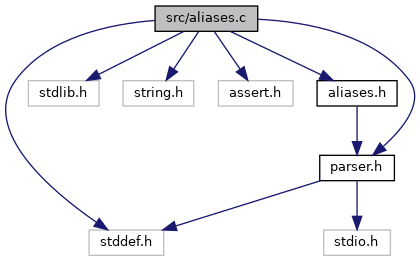 src/aliases.c
stdlib.h
string.h
assert.h
aliases.h
parser.h
stddef.h
stdio.h